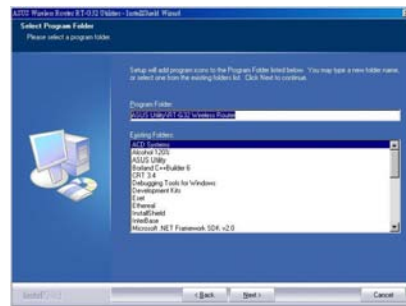 ASUS Wireless Router RT-G32 Utilities - InstallShield Wizard
Select Program Folder
Please select a program folder.
Setup will add program icons to the Program Folder listed below. You may type a new folder name,
or select one from the existing folders list. Click Next to continue.
Program Folder:
ASUS Utility\RT-G32 Wireless Router
Existing Folders:
ACD Systems
Alcohol 120%
ASUS Utility
Borland C++Builder 6
CRT 3.4
Debugging Tools for Windows
Development Kits
Eset
Ethereal
InstallShield
InterBase
Microsoft .NET Framework SDK v2.0
InstallShield
< Back
Next >
Cancel